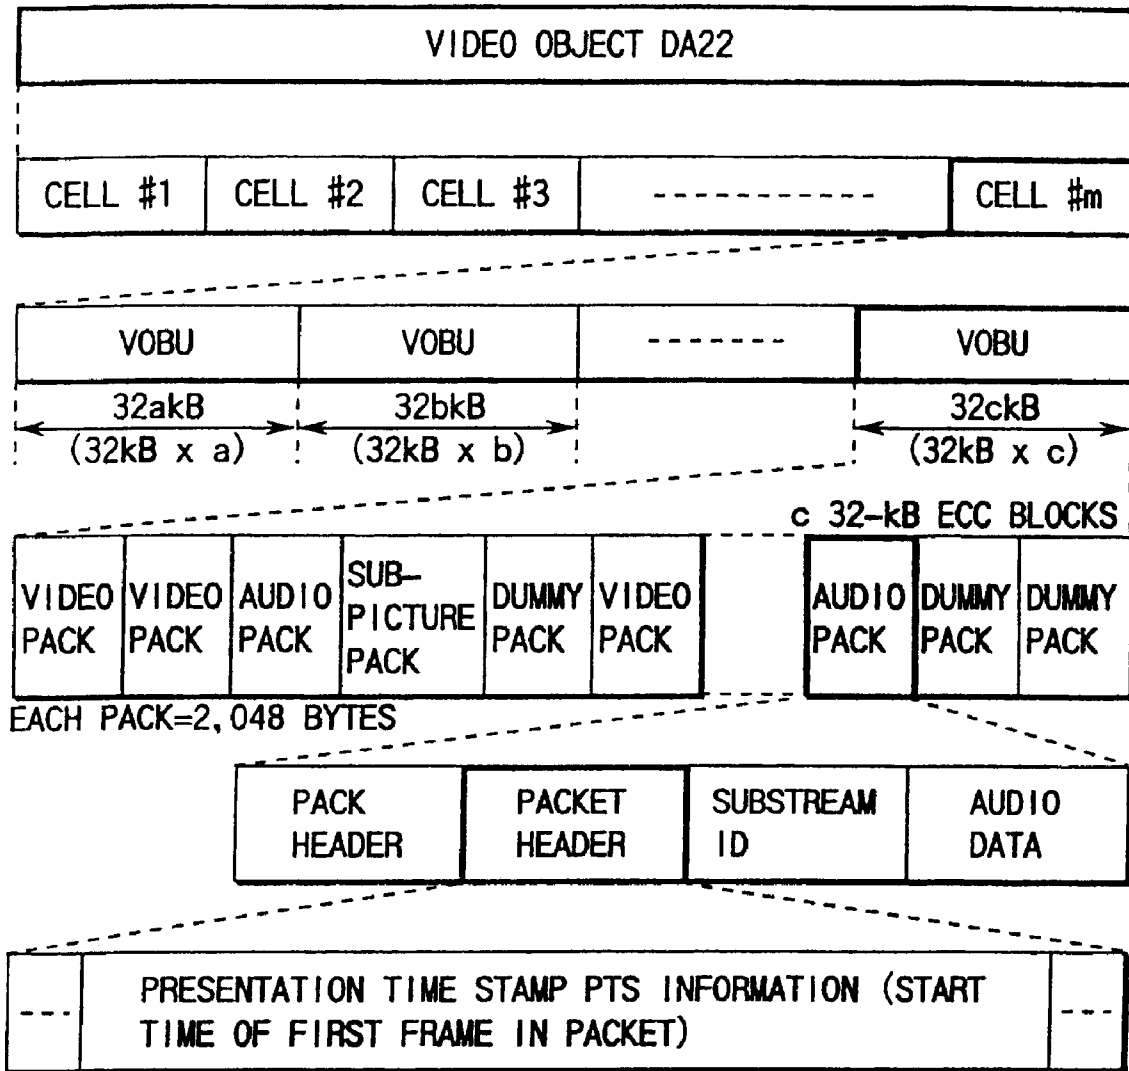 VIDEO OBJECT DA22
CELL #1 CELL #2 CELL #3 CELL #m
VOBU VOBU VOBU
32akB 32bkB 32ckB
(32kB x a) (32kB x b) (32kB x c)
c 32-kB ECC BLOCKS
VIDEO PACK
VIDEO PACK
AUDIO PACK
SUB-
PICTURE
PACK
DUMMY PACK
VIDEO PACK
AUDIO PACK
DUMMY PACK
DUMMY PACK
EACH PACK=2,048 BYTES
PACK
HEADER
PACKET
HEADER
SUBSTREAM
ID
AUDIO
DATA
PRESENTATION TIME STAMP PTS INFORMATION (START
TIME OF FIRST FRAME IN PACKET)